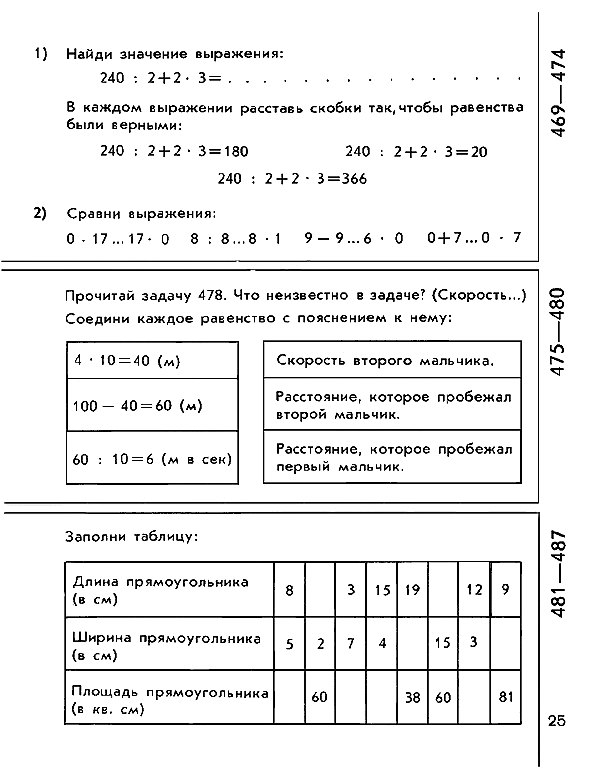 1) Найди значение выражения:
240 : 2+2· 3=. . . . . . . . . . . . . . . .
В каждом выражении расставь скобки так, чтобы равенства
были верными:
240 : 2+2 · 3=180 240 : 2+2 · 3=20
240 : 2+2 · 3=366
469—474
2) Сравни выражения:
0 · 17...17· 0 8 : 8...8 · 1 9 – 9...6 · 0 0+7...0 · 7
Прочитай задачу 478. Что неизвестно в задаче? (Скорость...)
Соедини каждое равенство с пояснением к нему:
475—480
4 · 10=40 (м) Скорость второго мальчика.
100 – 40=60 (м) Расстояние, которое пробежал
второй мальчик.
60 : 10=6 (м в сек) Расстояние, которое пробежал
первый мальчик.
Заполни таблицу:
481—487
Длина прямоугольника
(в см) 8 3 15 19 12 9
Ширина прямоугольника
(в см) 5 2 7 4 15 3
Площадь прямоугольника
(в кв. см) 60 38 60 81
25